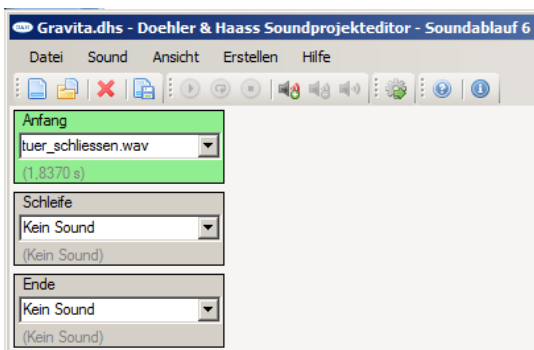 Gravita.dhs - Doehler & Haass Soundprojekteditor - Soundablauf 6
Datei Sound Ansicht Erstellen Hilfe
Anfang
tuer_schliessen.wav
(1,8370 s)
Schleife
Kein Sound
(Kein Sound)
Ende
Kein Sound
(Kein Sound)